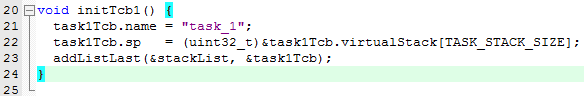 20 void initTcb1() {
21 task1Tcb.name = "task_1";
22 task1Tcb.sp   = (uint32_t)&task1Tcb.virtualStack[TASK_STACK_SIZE];
23 addListLast(&stackList, &task1Tcb);
24 }
25